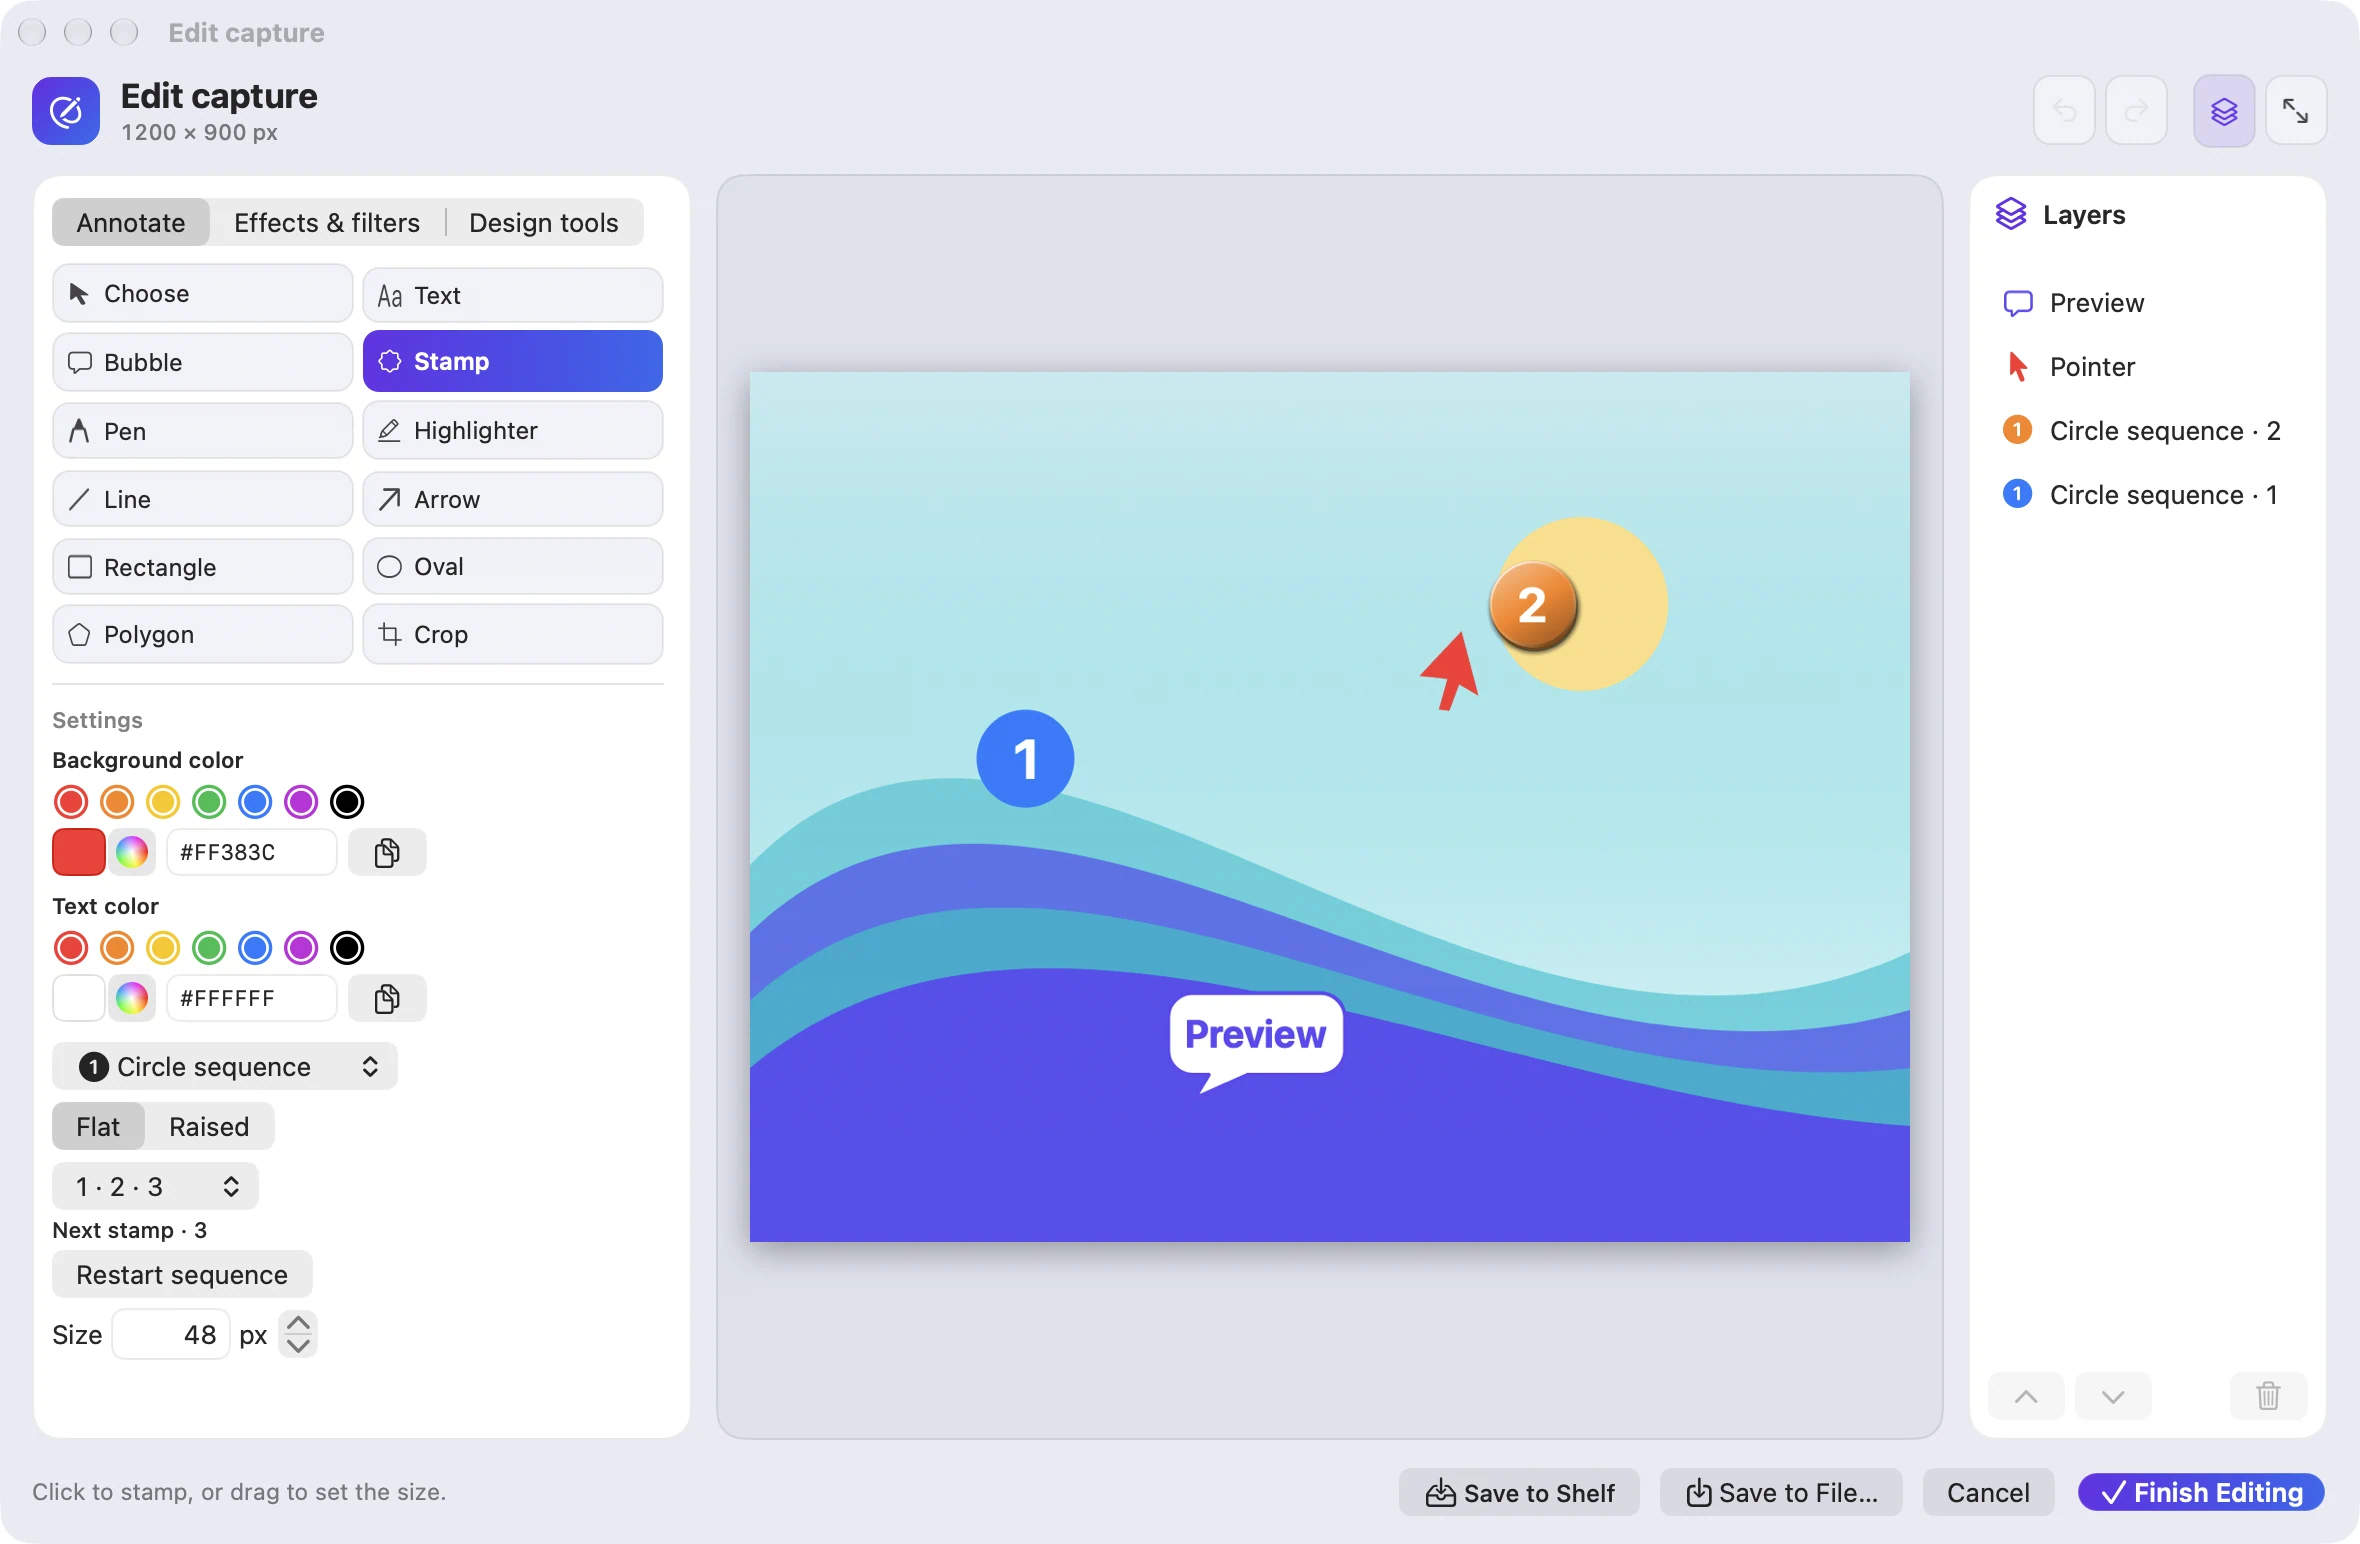 Edit capture
Edit capture
1200 × 900 px
Annotate
Effects & filters
Design tools
Choose
Aa Text
Bubble
Stamp
Pen
Highlighter
Line
Arrow
Rectangle
Oval
Polygon
Crop
Settings
Background color
#FF383C
Text color
#FFFFFF
1 Circle sequence
Flat
Raised
1 · 2 · 3
Next stamp · 3
Restart sequence
Size 48 px
2
1
Preview
Layers
Preview
Pointer
1 Circle sequence · 2
1 Circle sequence · 1
Click to stamp, or drag to set the size.
Save to Shelf
Save to File...
Cancel
Finish Editing